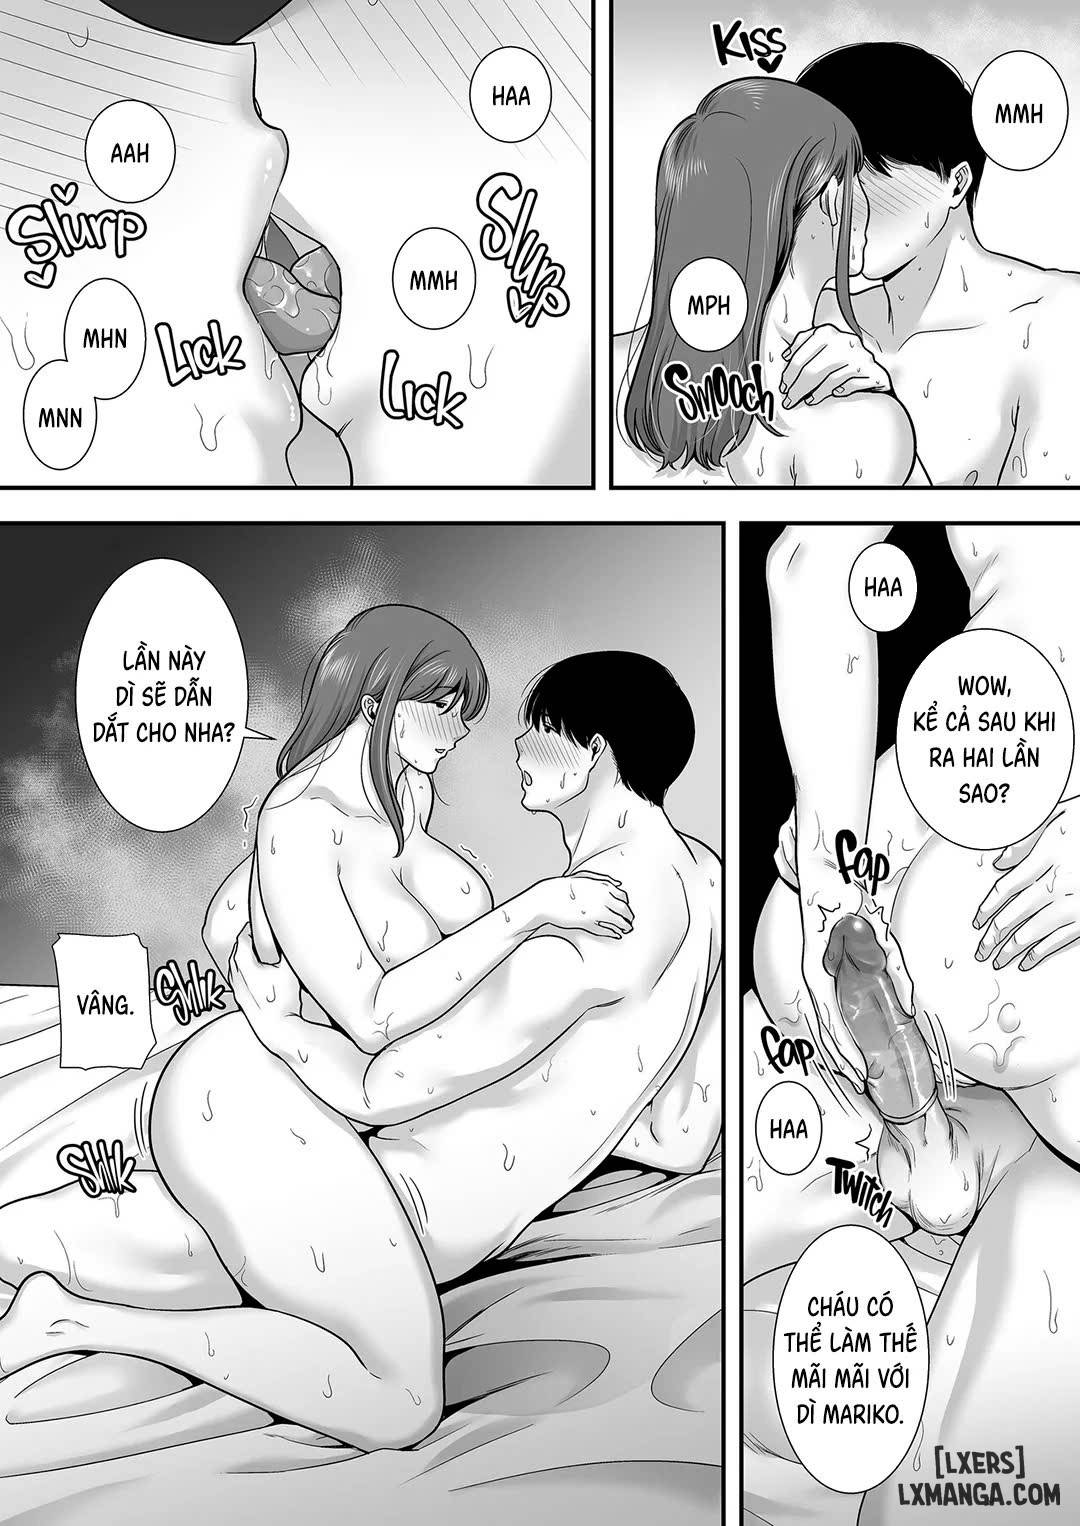 KISS
MMH
MPH
SMOOCH
HAA
AAH
SLURP
SLURP
MMH
MHN
LICK
LICK
MNN
HAA
WOW,
KỂ CẢ SAU KHI
RA HAI LẦN
SAO?
FAP
FAP
HAA
TWITCH
CHÁU CÓ
THỂ LÀM THẾ
MÃI MÃI VỚI
DÌ MARIKO.
LẦN NÀY
DÌ SẼ DẪN
DẮT CHO NHA?
VÂNG.
SHLIK
SHLIK
[LXERS]
LXMANGA.COM